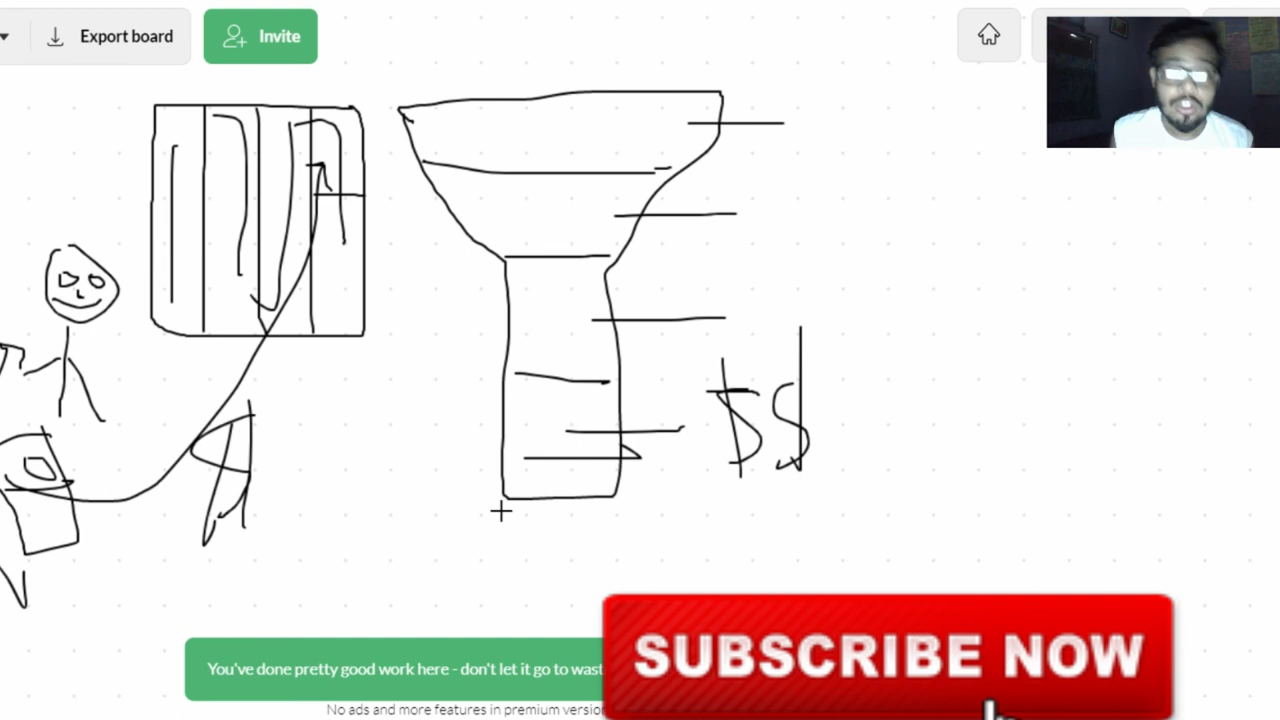 Export board
Invite
$$
You've done pretty good work here - don't let it go to wast
SUBSCRIBE NOW
No ads and more features in premium versio